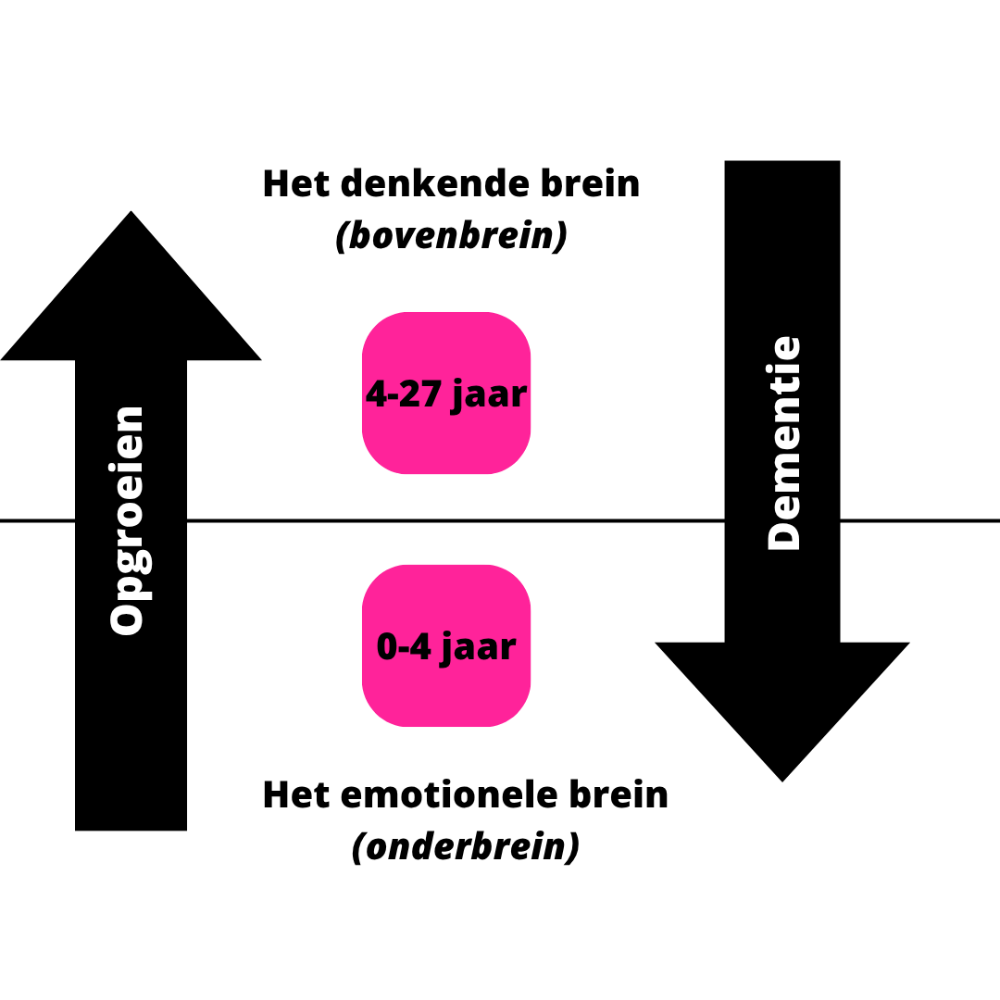 Het denkende brein
(bovenbrein)
4-27 jaar
Opgroeien
Dementie
0-4 jaar
Het emotionele brein
(onderbrein)